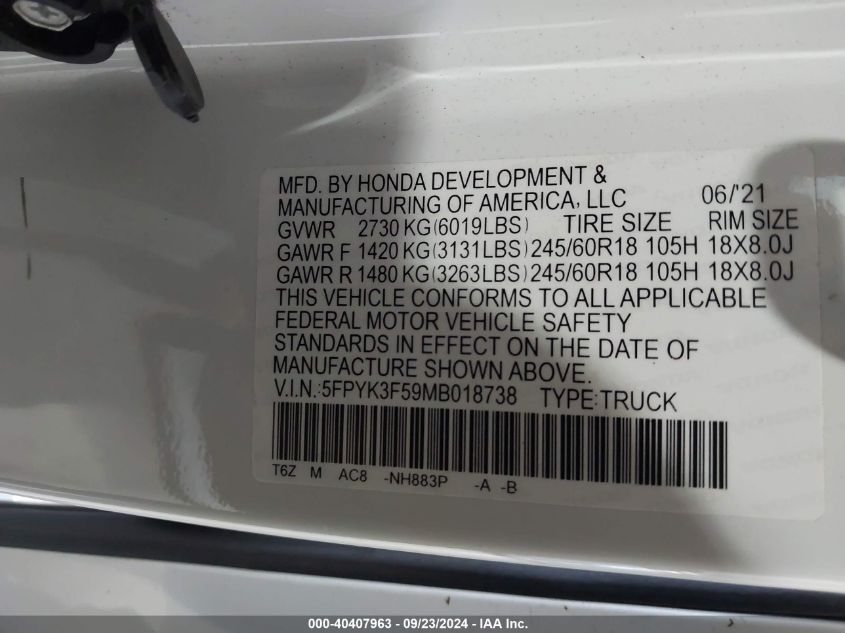 MFD. BY HONDA DEVELOPMENT &
MANUFACTURING OF AMERICA, LLC 06/'21
GVWR 2730 KG(6019LBS) TIRE SIZE RIM SIZE
GAWR F 1420 KG(3131LBS) 245/60R18 105H 18X8.0J
GAWR R 1480 KG(3263LBS) 245/60R18 105H 18X8.0J
THIS VEHICLE CONFORMS TO ALL APPLICABLE
FEDERAL MOTOR VEHICLE SAFETY
STANDARDS IN EFFECT ON THE DATE OF
MANUFACTURE SHOWN ABOVE.
V.I.N.:5FPYK3F59MB018738 TYPE:TRUCK
T6Z M AC8 -NH883P -A -B
000-40407963 - 09/23/2024 - IAA Inc.